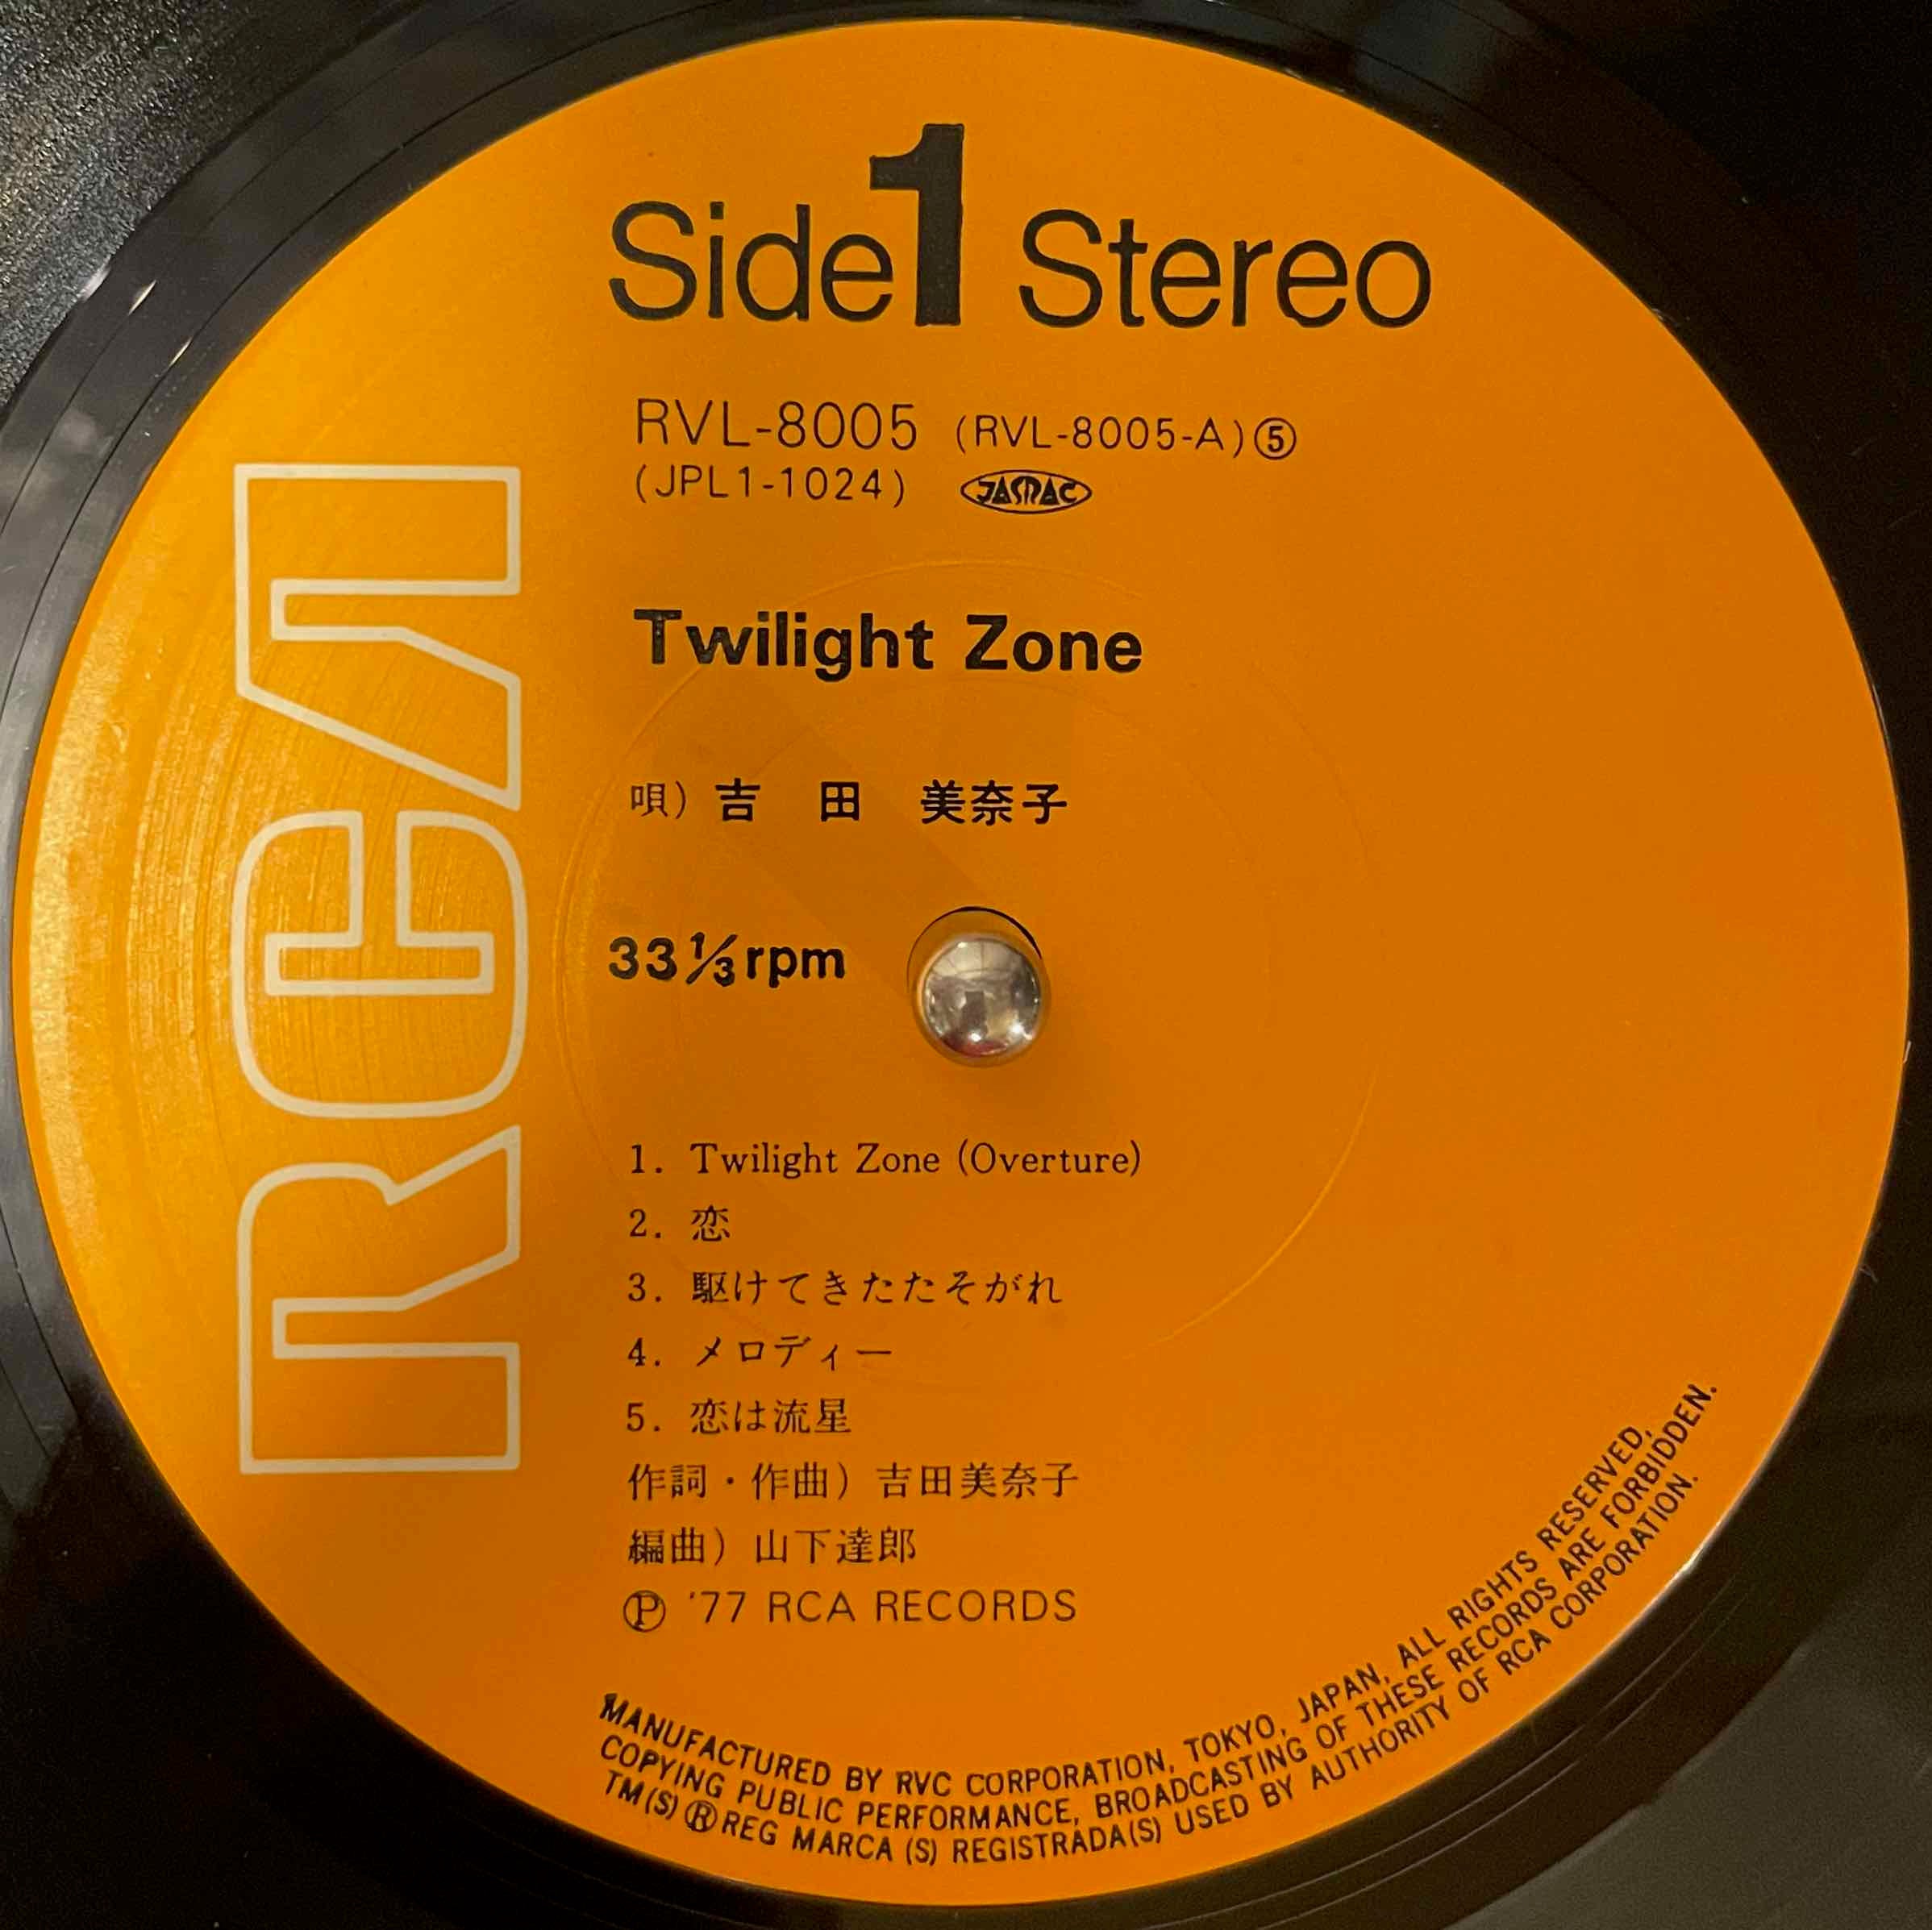 Side 1 Stereo
RVL-8005 (RVL-8005-A)⑤
(JPL1-1024) JASRAC
RCA
Twilight Zone
唄) 吉 田 美奈子
33 1/3 rpm
1. Twilight Zone (Overture)
2. 恋
3. 駆けてきたたそがれ
4. メロディー
5. 恋は流星
作詞・作曲) 吉田美奈子
編曲) 山下達郎
Ⓟ '77 RCA RECORDS
MANUFACTURED BY RVC CORPORATION, TOKYO, JAPAN, ALL RIGHTS RESERVED,
COPYING PUBLIC PERFORMANCE, BROADCASTING OF THESE RECORDS ARE FORBIDDEN.
TM(S)®REG MARCA (S) REGISTRADA(S) USED BY AUTHORITY OF RCA CORPORATION.